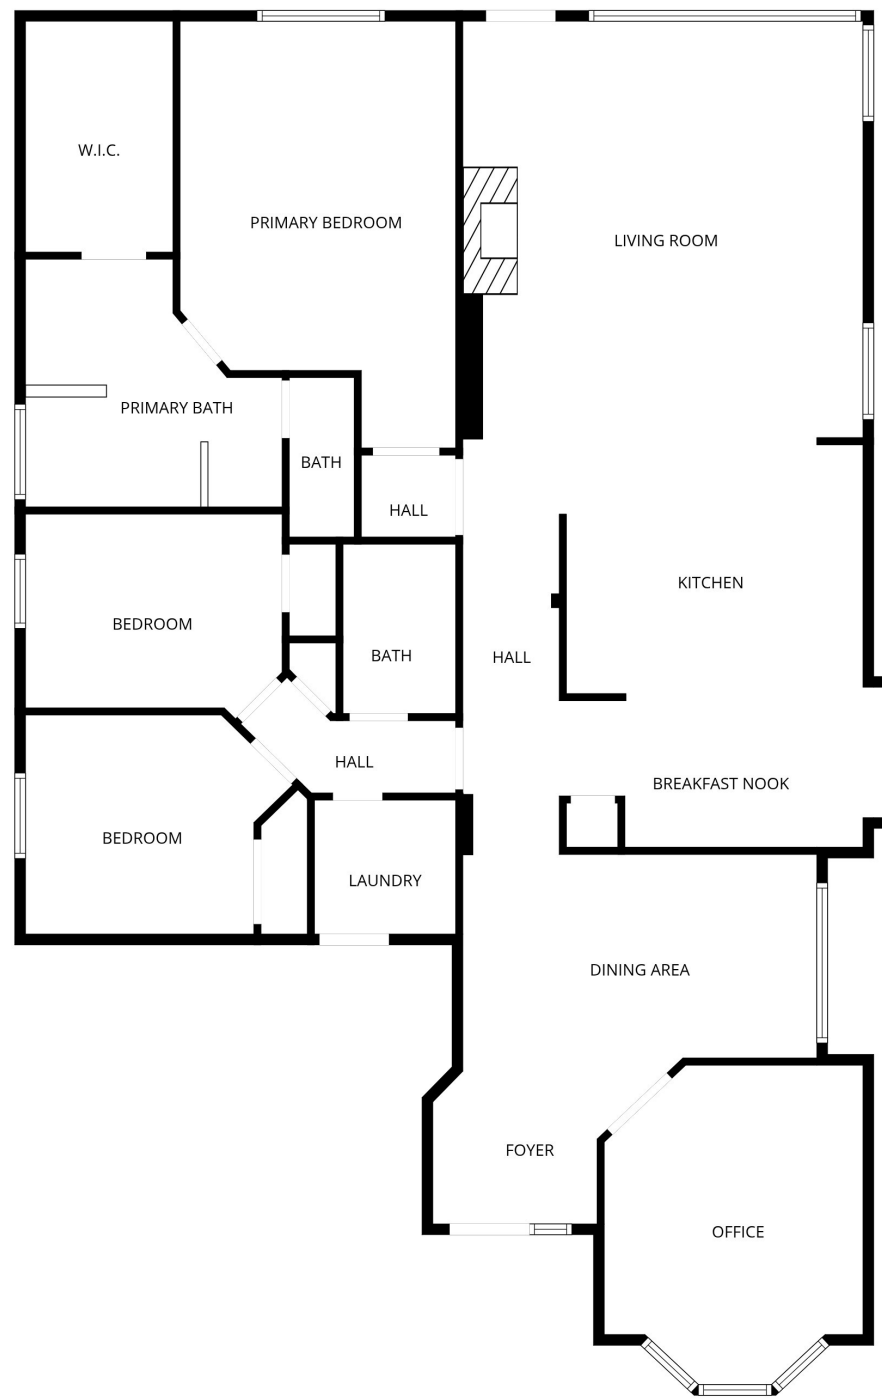 W.I.C.
PRIMARY BEDROOM
LIVING ROOM
PRIMARY BATH
BATH
HALL
KITCHEN
BEDROOM
BATH
HALL
HALL
BREAKFAST NOOK
BEDROOM
LAUNDRY
DINING AREA
FOYER
OFFICE